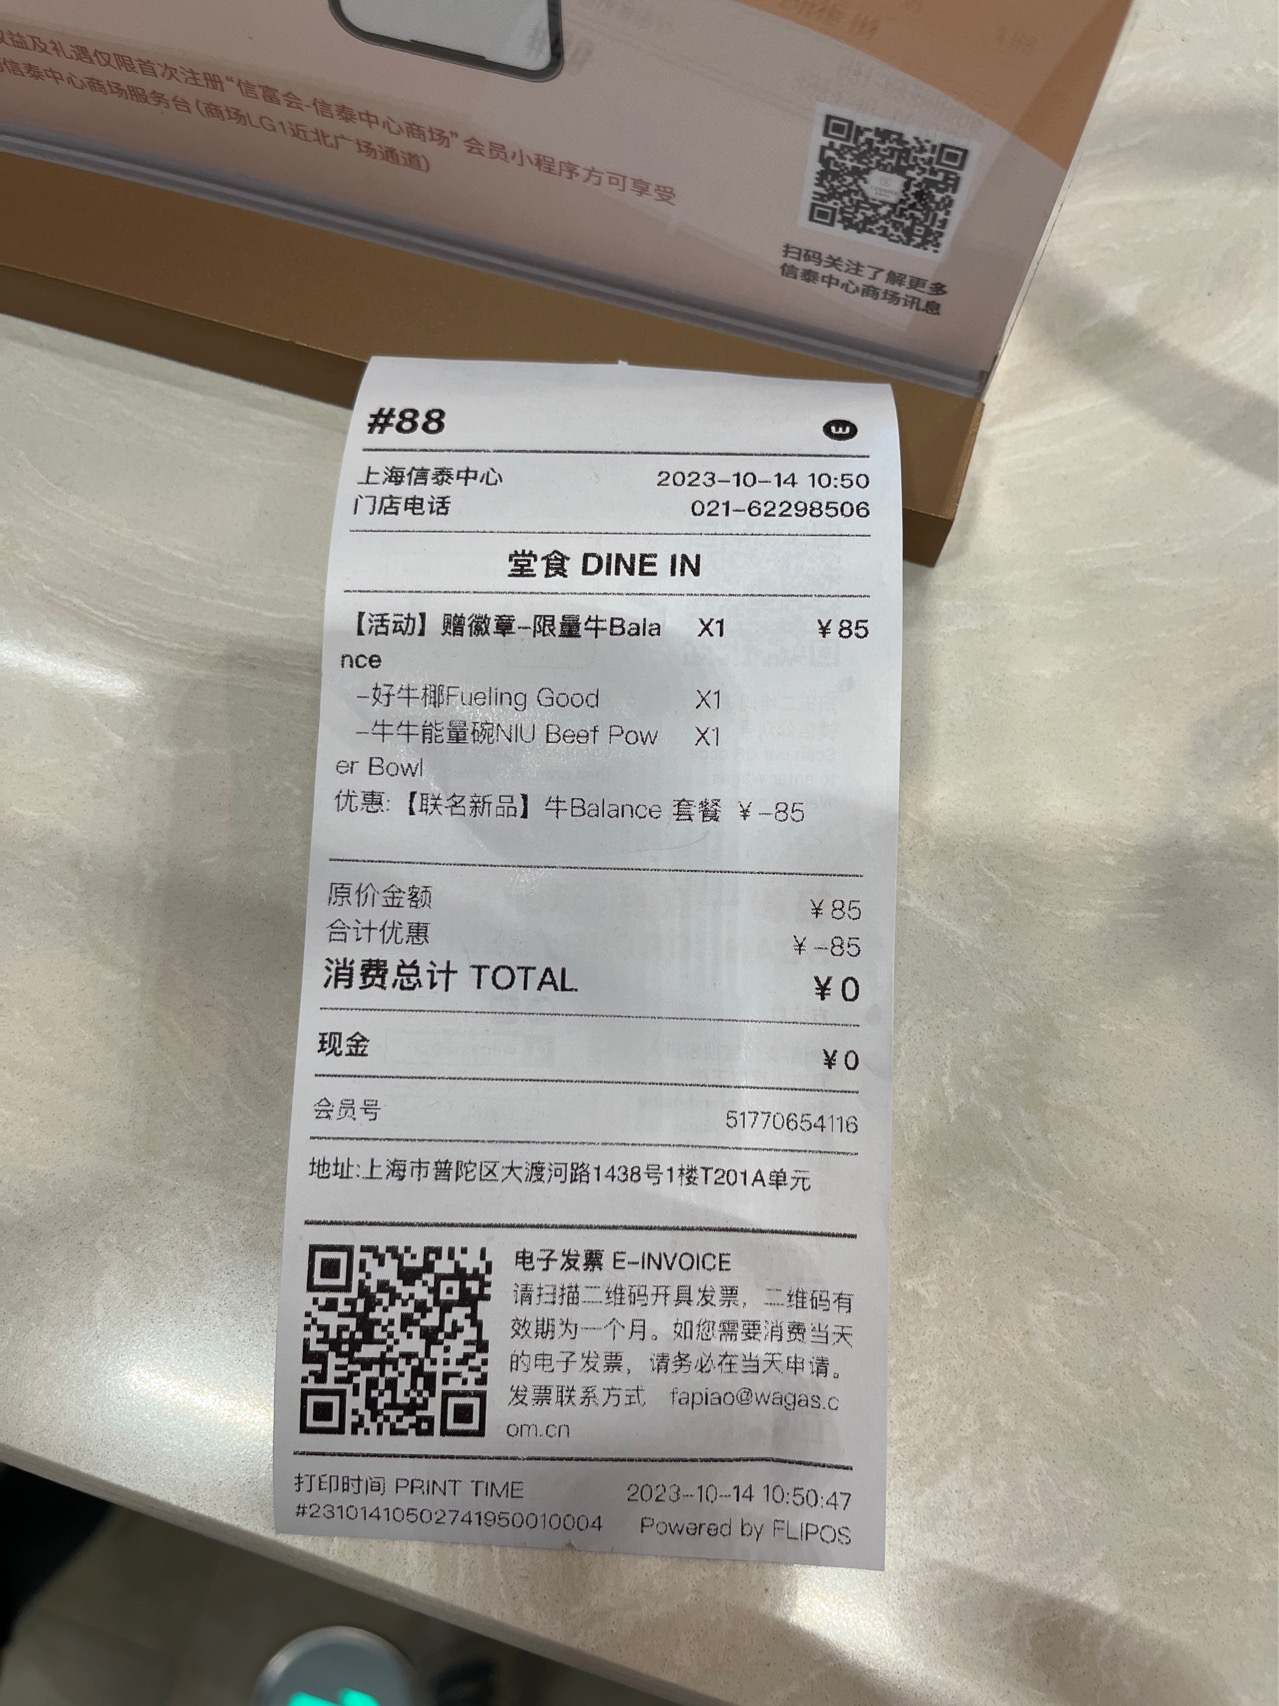 权益及礼遇仅限首次注册“信富会-信泰中心商场”会员小程序方可享受
信泰中心商场服务台(商场LG1近北广场通道)
扫码关注了解更多
信泰中心商场讯息
#88
上海信泰中心 2023-10-14 10:50
门店电话 021-62298506
堂食 DINE IN
【活动】赠徽章-限量牛Bala X1 ￥85
nce
-好牛椰Fueling Good X1
-牛牛能量碗NIU Beef Pow X1
er Bowl
优惠:【联名新品】牛Balance 套餐 ￥-85
原价金额 ￥85
合计优惠 ￥-85
消费总计 TOTAL ￥0
现金 ￥0
会员号 51770654116
地址:上海市普陀区大渡河路1438号1楼T201A单元
电子发票 E-INVOICE
请扫描二维码开具发票，二维码有
效期为一个月。如您需要消费当天
的电子发票，请务必在当天申请。
发票联系方式 fapiao@wagas.c
om.cn
打印时间 PRINT TIME 2023-10-14 10:50:47
#23101410502741950010004 Powered by FLIPOS